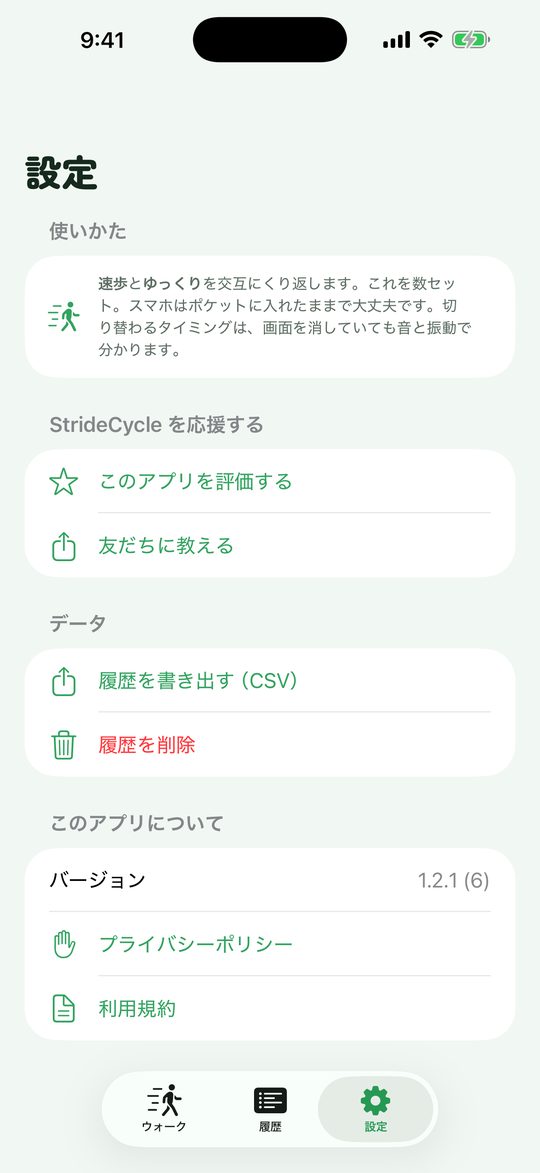 9:41
設定
使いかた
速歩とゆっくりを交互にくり返します。これを数セッ
ト。スマホはポケットに入れたままで大丈夫です。切
り替わるタイミングは、画面を消していても音と振動で
分かります。
StrideCycle を応援する
このアプリを評価する
友だちに教える
データ
履歴を書き出す（CSV）
履歴を削除
このアプリについて
バージョン 1.2.1 (6)
プライバシーポリシー
利用規約
ウォーク 履歴 設定